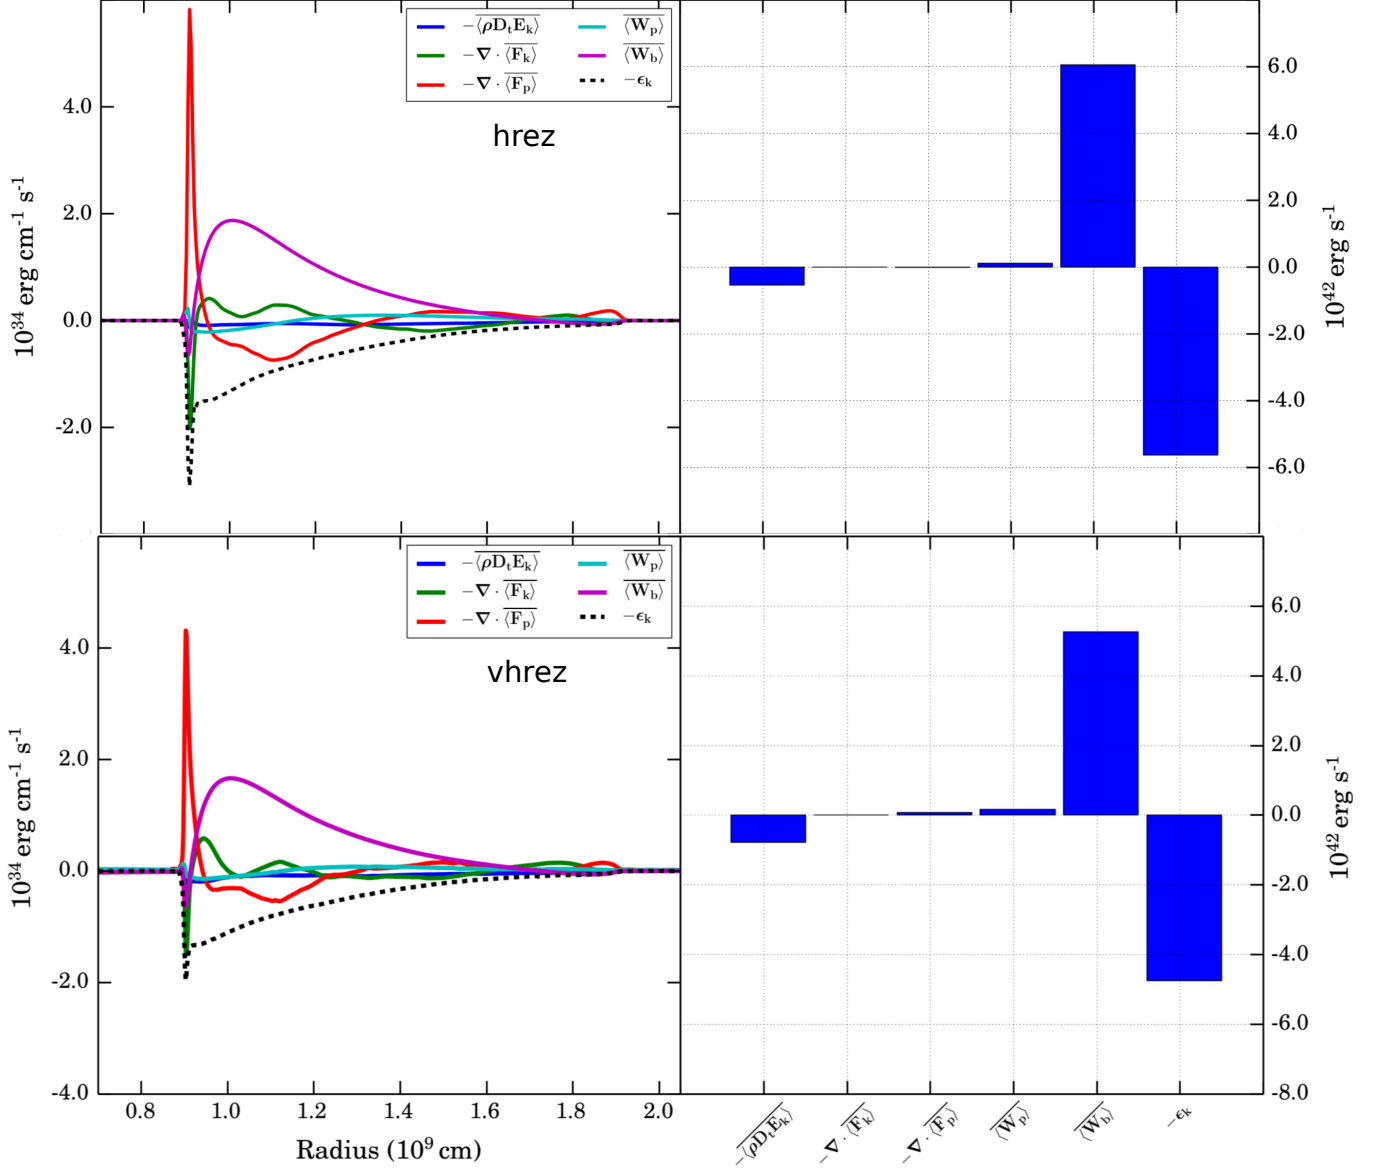 -⟨ρD_tE_k⟩ ⟨W_p⟩
-∇·⟨F_k⟩ ⟨W_b⟩
-∇·⟨F_p⟩ -ϵ_k
hrez
4.0
2.0
0.0
-2.0
10^34 erg cm^-1 s^-1
6.0
4.0
2.0
0.0
-2.0
-4.0
-6.0
10^42 erg s^-1
-⟨ρD_tE_k⟩ ⟨W_p⟩
-∇·⟨F_k⟩ ⟨W_b⟩
-∇·⟨F_p⟩ -ϵ_k
vhrez
4.0
2.0
0.0
-2.0
-4.0
10^34 erg cm^-1 s^-1
0.8 1.0 1.2 1.4 1.6 1.8 2.0
Radius (10^9 cm)
6.0
4.0
2.0
0.0
-2.0
-4.0
-6.0
-8.0
10^42 erg s^-1
-⟨ρD_tE_k⟩ -∇·⟨F_k⟩ -∇·⟨F_p⟩ ⟨W_p⟩ ⟨W_b⟩ -ϵ_k